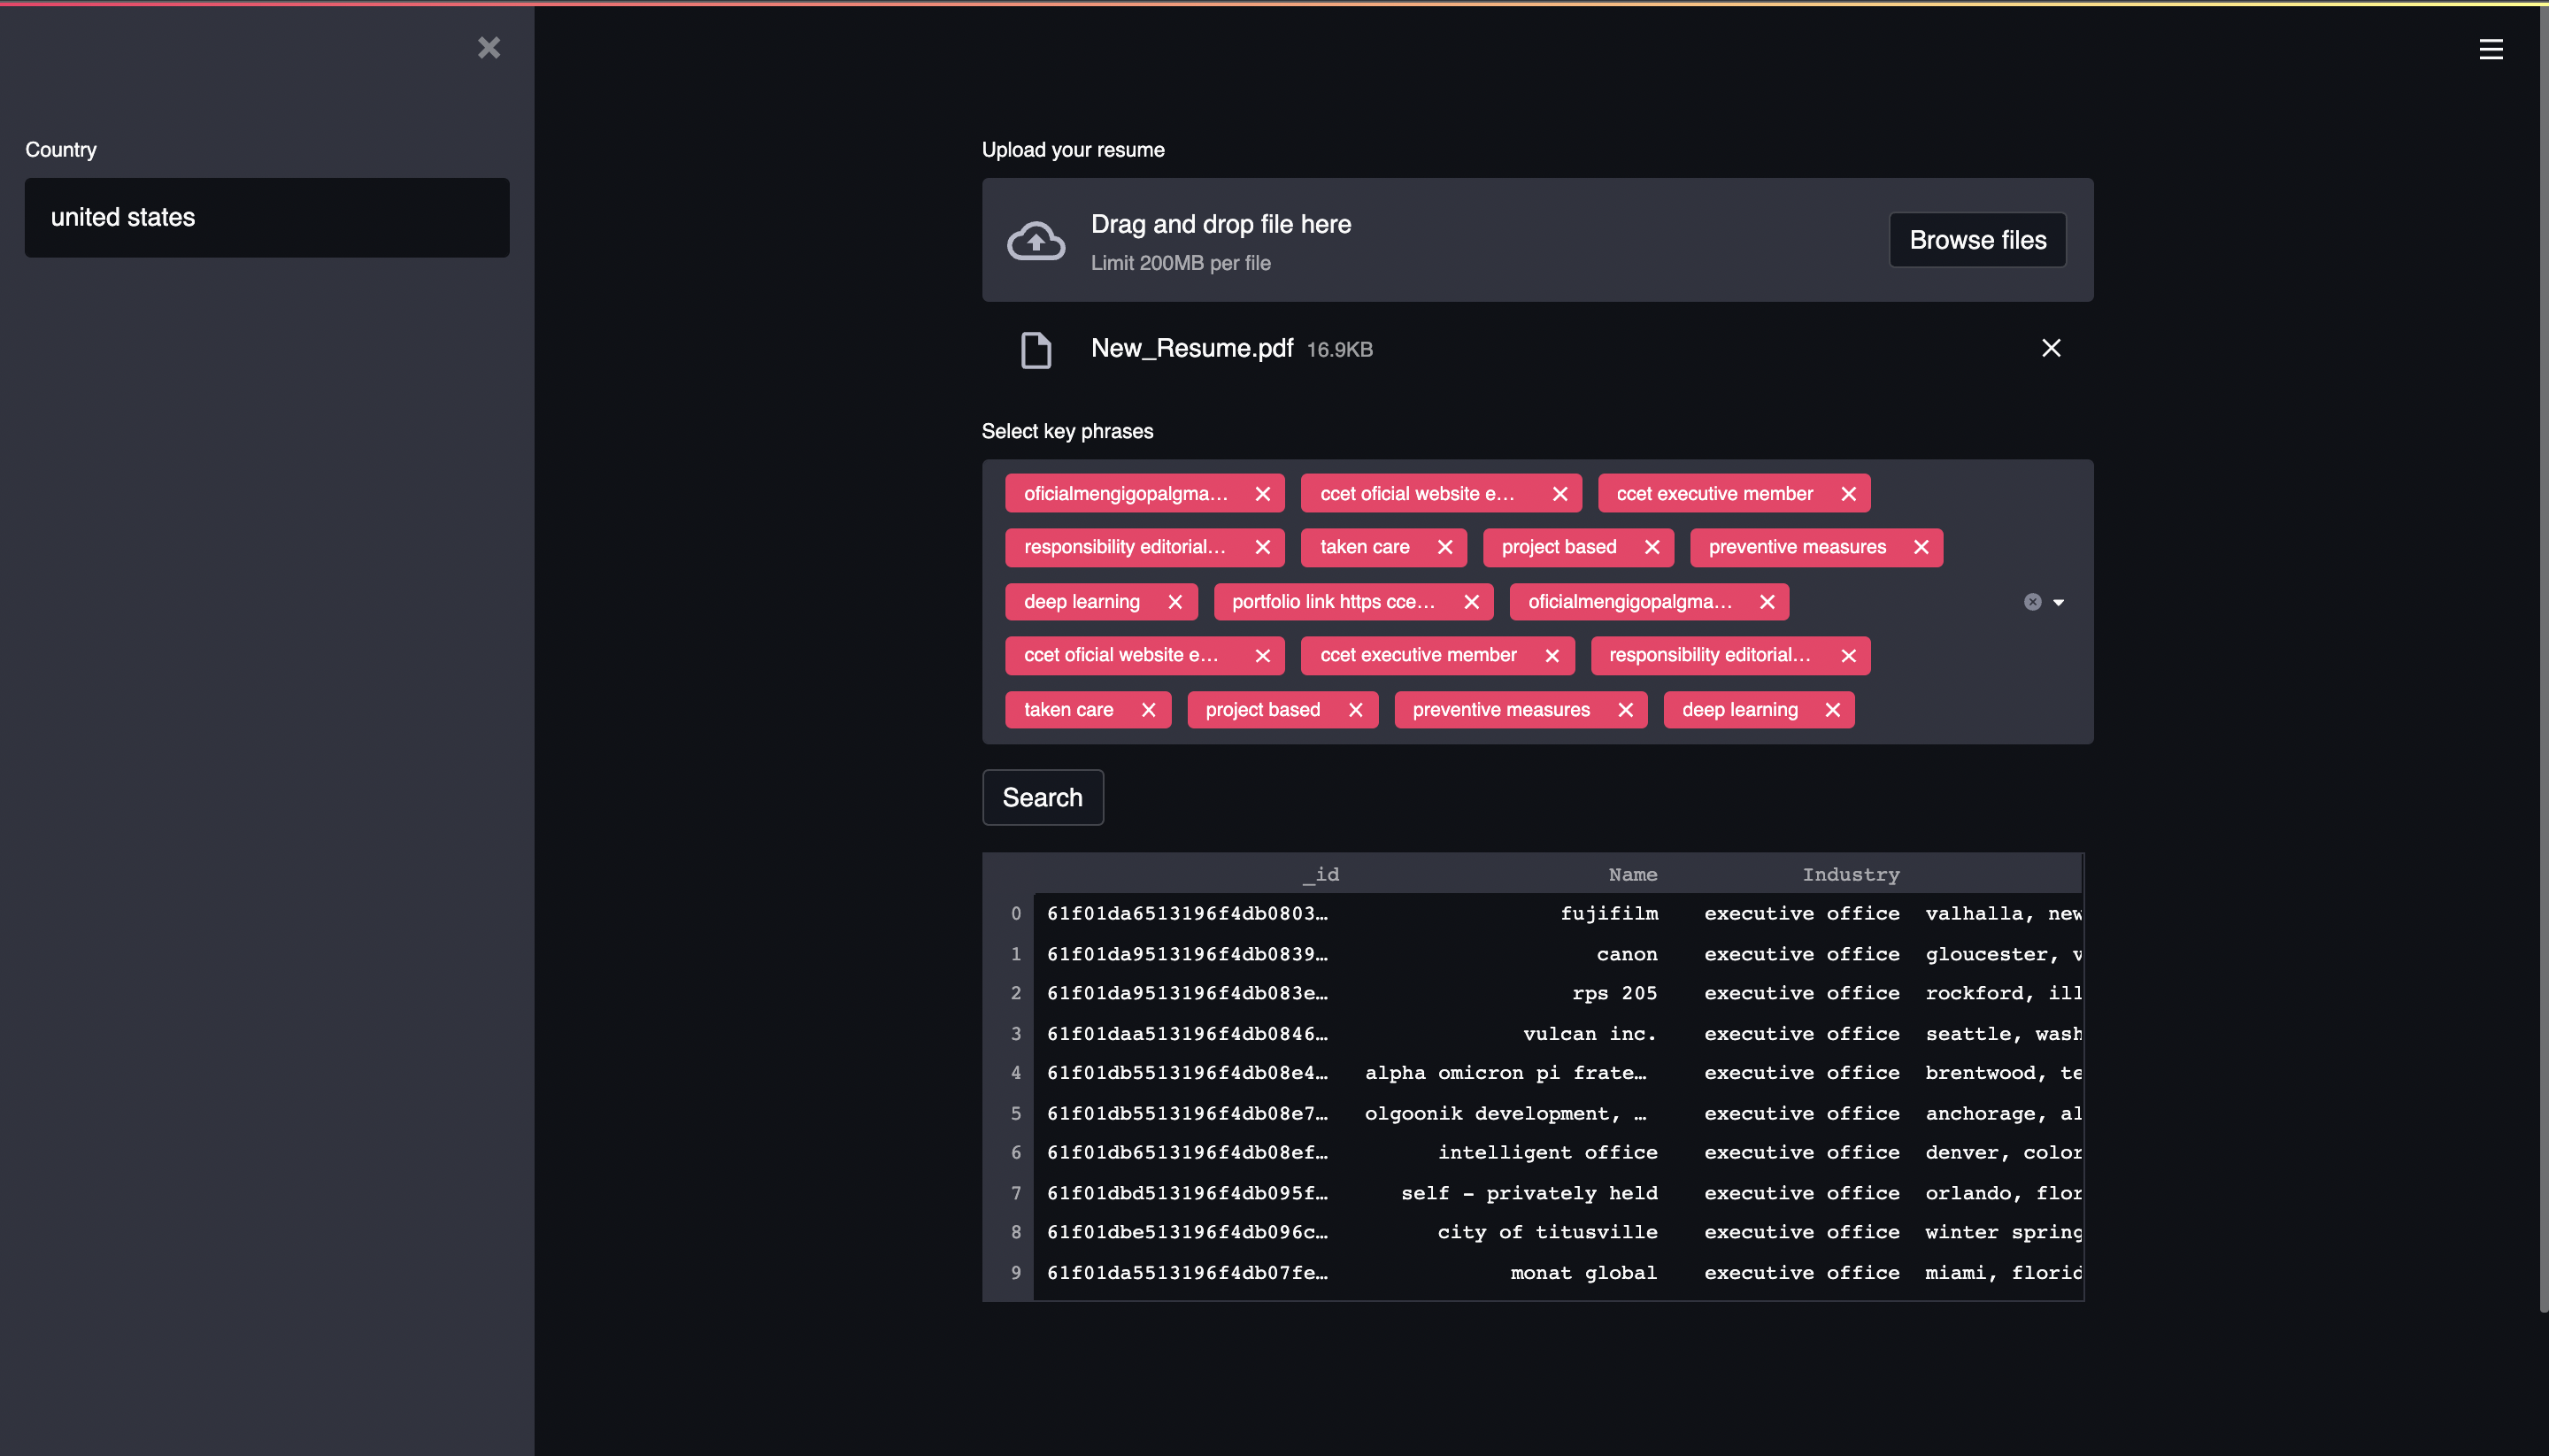 Country
united states
Upload your resume
Drag and drop file here
Limit 200MB per file
Browse files
New_Resume.pdf 16.9KB
Select key phrases
oficialmengigopalgma… ccet oficial website e… ccet executive member
responsibility editorial… taken care project based preventive measures
deep learning portfolio link https cce… oficialmengigopalgma…
ccet oficial website e… ccet executive member responsibility editorial…
taken care project based preventive measures deep learning
Search
_id Name Industry
0 61f01da6513196f4db0803… fujifilm executive office valhalla, new
1 61f01da9513196f4db0839… canon executive office gloucester, v
2 61f01da9513196f4db083e… rps 205 executive office rockford, ill
3 61f01daa513196f4db0846… vulcan inc. executive office seattle, wash
4 61f01db5513196f4db08e4… alpha omicron pi frate… executive office brentwood, te
5 61f01db5513196f4db08e7… olgoonik development, … executive office anchorage, al
6 61f01db6513196f4db08ef… intelligent office executive office denver, color
7 61f01dbd513196f4db095f… self - privately held executive office orlando, flor
8 61f01dbe513196f4db096c… city of titusville executive office winter spring
9 61f01da5513196f4db07fe… monat global executive office miami, florid